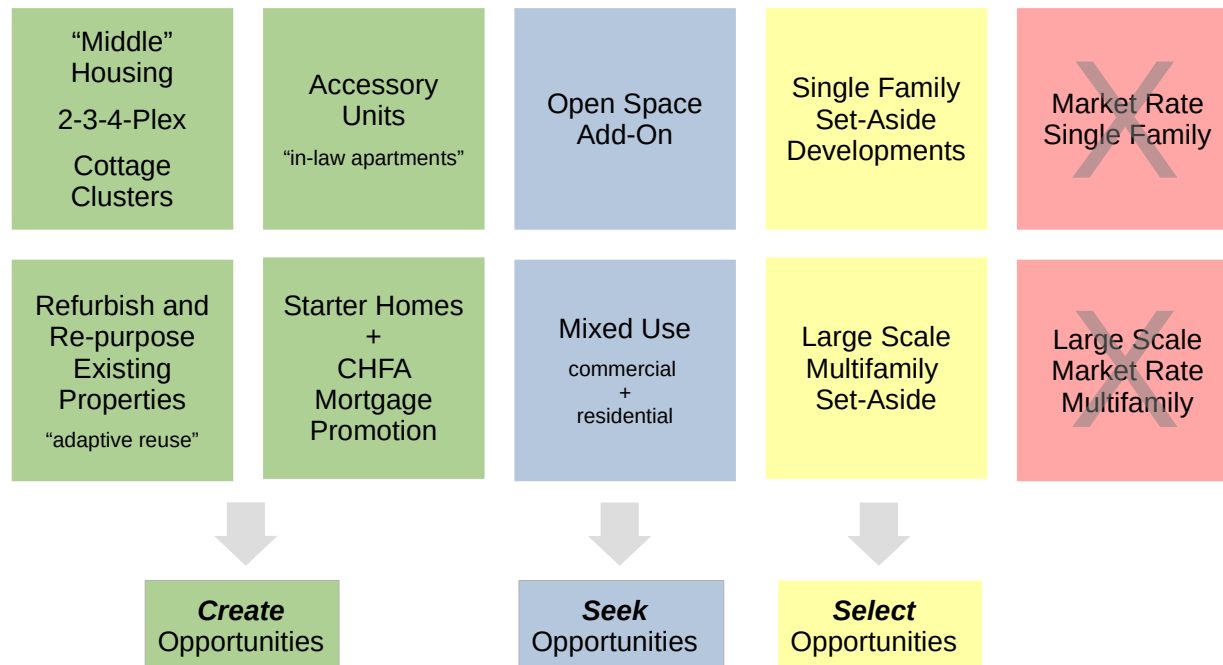 “Middle”
Housing
2-3-4-Plex
Cottage
Clusters
Accessory
Units
“in-law apartments”
Open Space
Add-On
Single Family
Set-Aside
Developments
X
Market Rate
Single Family
Refurbish and
Re-purpose
Existing
Properties
“adaptive reuse”
Starter Homes
+
CHFA
Mortgage
Promotion
Mixed Use
commercial
+
residential
Large Scale
Multifamily
Set-Aside
X
Large Scale
Market Rate
Multifamily
Create
Opportunities
Seek
Opportunities
Select
Opportunities